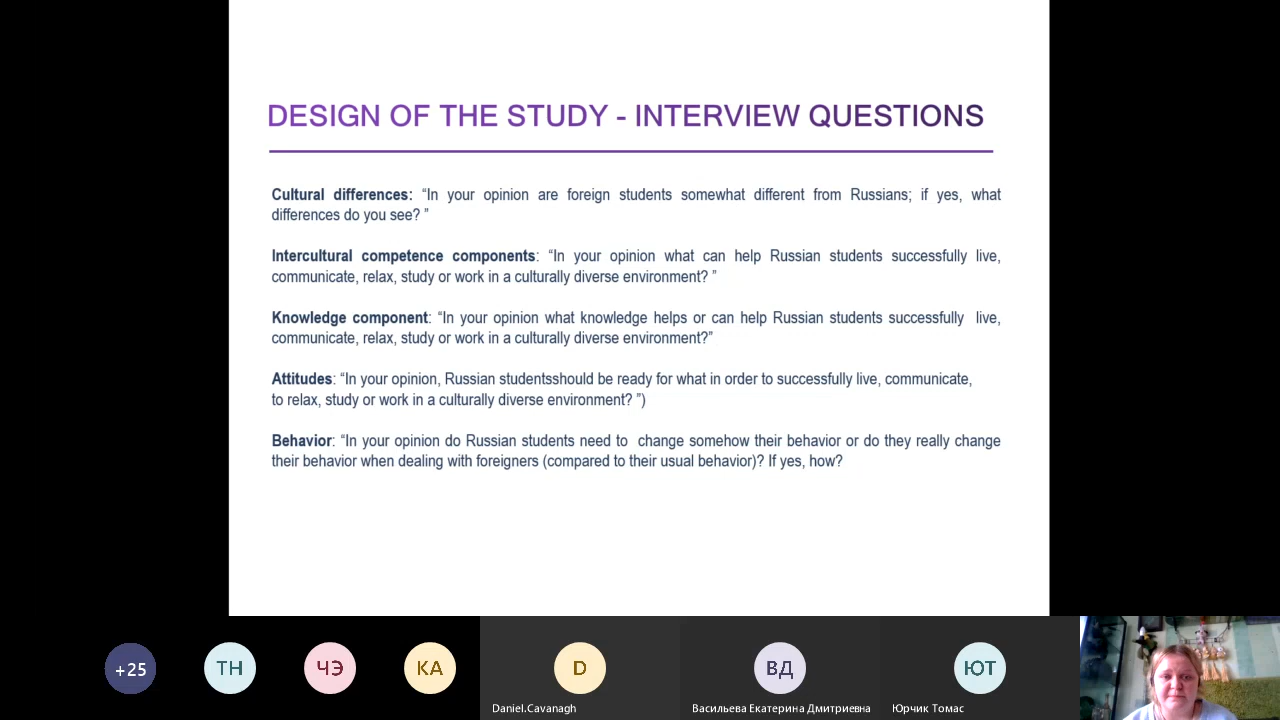 DESIGN OF THE STUDY - INTERVIEW QUESTIONS
Cultural differences: “In your opinion are foreign students somewhat different from Russians; if yes, what
differences do you see? ”
Intercultural competence components: “In your opinion what can help Russian students successfully live,
communicate, relax, study or work in a culturally diverse environment? ”
Knowledge component: “In your opinion what knowledge helps or can help Russian students successfully live,
communicate, relax, study or work in a culturally diverse environment?”
Attitudes: “In your opinion, Russian studentsshould be ready for what in order to successfully live, communicate,
to relax, study or work in a culturally diverse environment? ”)
Behavior: “In your opinion do Russian students need to change somehow their behavior or do they really change
their behavior when dealing with foreigners (compared to their usual behavior)? If yes, how?
+25
ТН
ЧЭ
КА
D
ВД
ЮТ
Daniel.Cavanagh
Васильева Екатерина Дмитриевна
Юрчик Томас